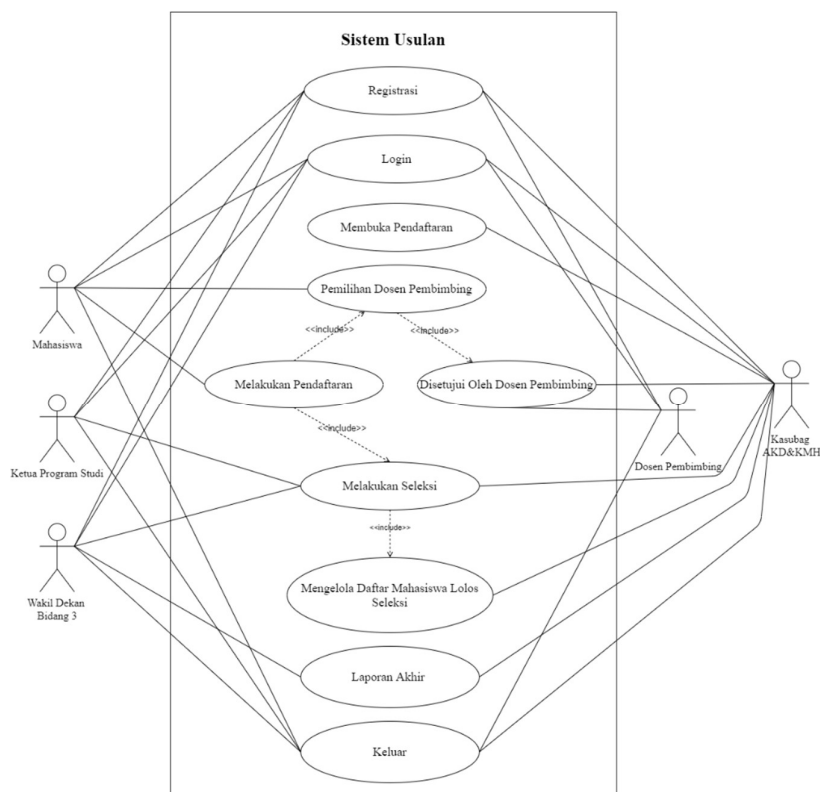 Sistem Usulan
Registrasi
Login
Membuka Pendaftaran
Pemilihan Dosen Pembimbing
Mahasiswa
<<include>>
<<include>>
Melakukan Pendaftaran
Disetujui Oleh Dosen Pembimbing
<<include>>
Ketua Program Studi
Dosen Pembimbing
Kasubag
AKD&KMH
Melakukan Seleksi
<<include>>
Mengelola Daftar Mahasiswa Lolos
Seleksi
Wakil Dekan
Bidang 3
Laporan Akhir
Keluar